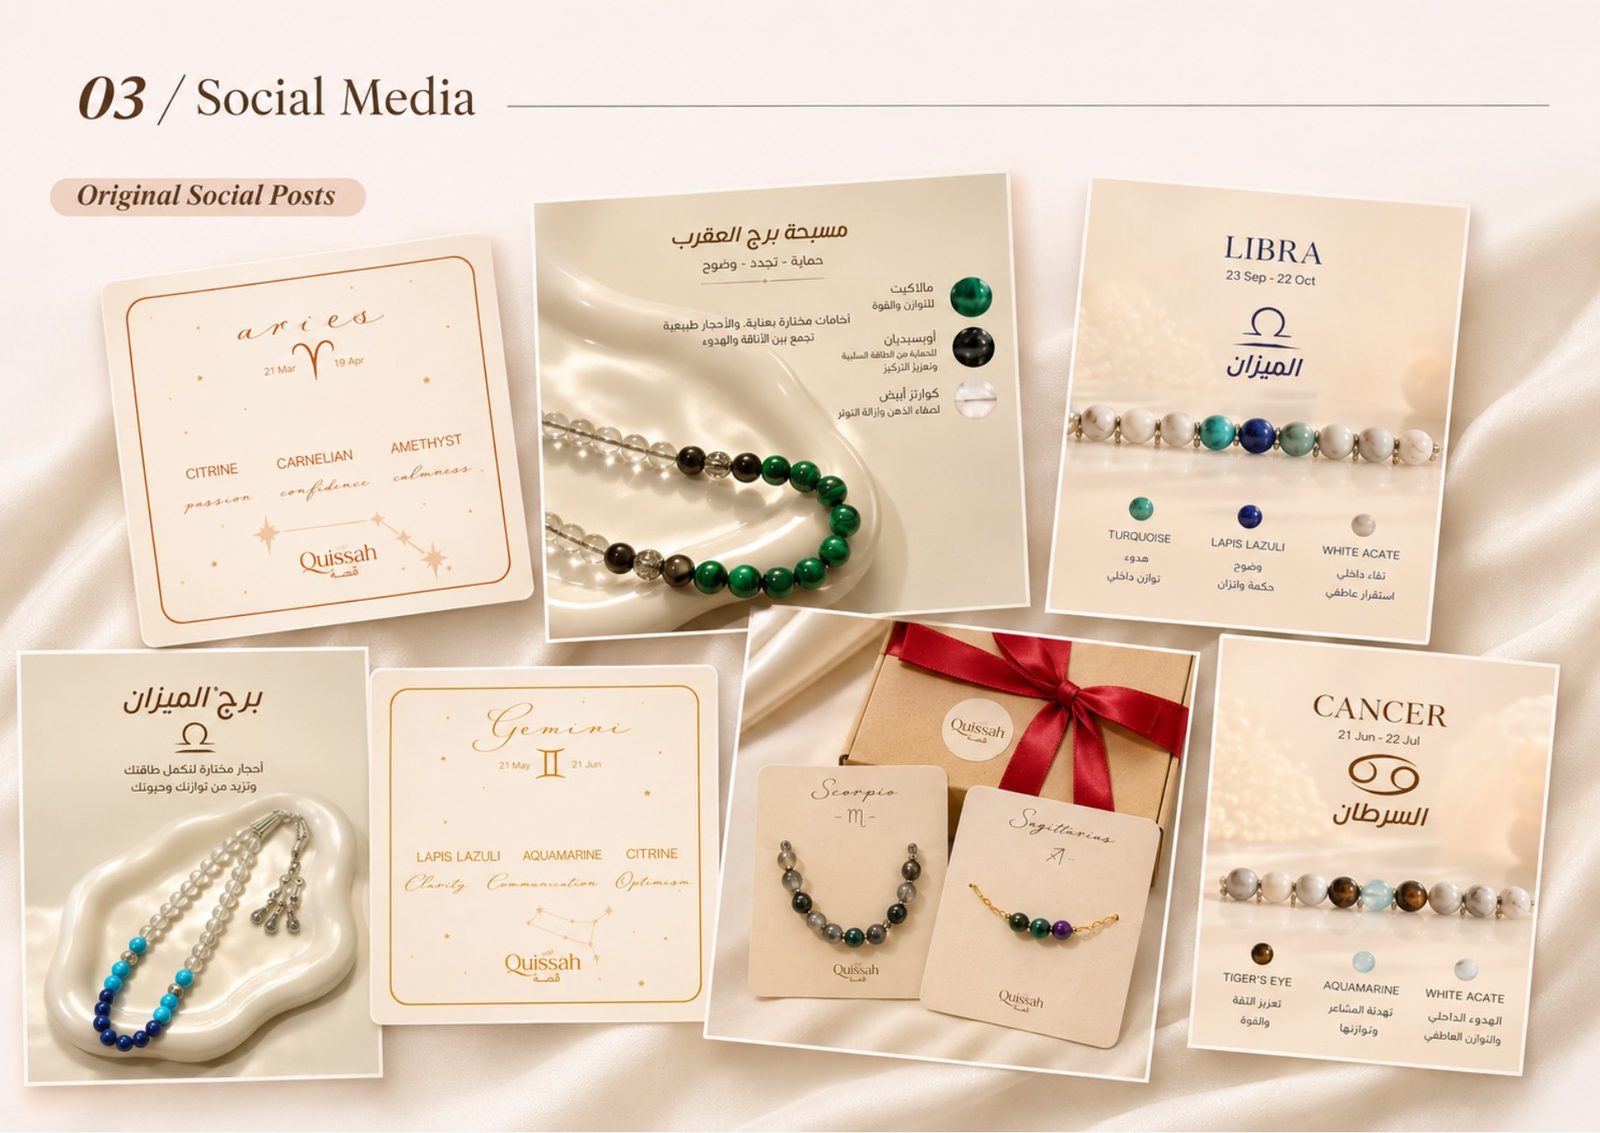 03 / Social Media
Original Social Posts
aries
21 Mar 19 Apr
CITRINE CARNELIAN AMETHYST
passion confidence calmness
Quissah
قصة
مسبحة برج العقرب
حماية - تجدد - وضوح
مالاكيت
للتوازن والقوة
أوبسيديان
للحماية من الطاقة السلبية
وتعزيز التركيز
كوارتز أبيض
لصفاء الذهن وإزالة التوتر
أخامات مختارة بعناية، والأحجار طبيعية
تجمع بين الأناقة والهدوء
LIBRA
23 Sep - 22 Oct
الميزان
TURQUOISE
هدوء
توازن داخلي
LAPIS LAZULI
وضوح
حكمة واتزان
WHITE ACATE
نقاء داخلي
استقرار عاطفي
برج الميزان
أحجار مختارة لتكمل طاقتك
وتزيد من توازنك وحيوتك
Gemini
21 May 21 Jun
LAPIS LAZULI AQUAMARINE CITRINE
Clarity Communication Optimism
Quissah
قصة
Quissah
قصة
Scorpio
Quissah
قصة
Sagittarius
Quissah
قصة
CANCER
21 Jun - 22 Jul
السرطان
TIGER'S EYE
تعزيز الثقة
والقوة
AQUAMARINE
تهدئة المشاعر
وتوازنها
WHITE ACATE
الهدوء الداخلي
والتوازن العاطفي